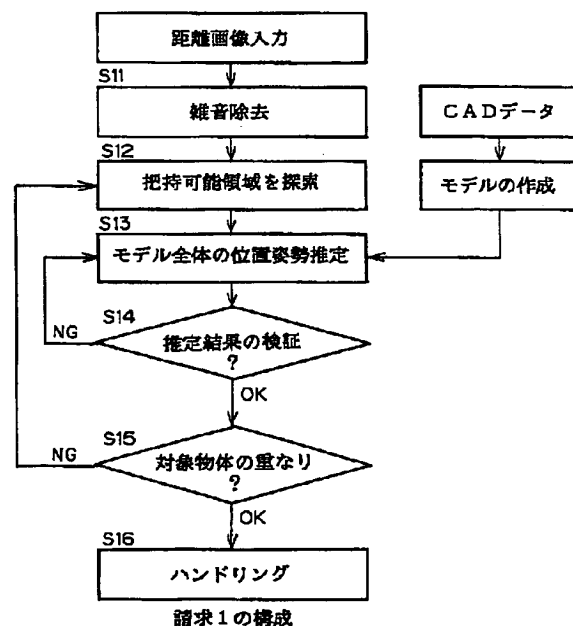 距離画像入力
S11
雑音除去
CADデータ
S12
把持可能領域を探索
モデルの作成
S13
モデル全体の位置姿勢推定
S14
NG
推定結果の検証
?
OK
S15
NG
対象物体の重なり
?
OK
S16
ハンドリング
請求1の構成